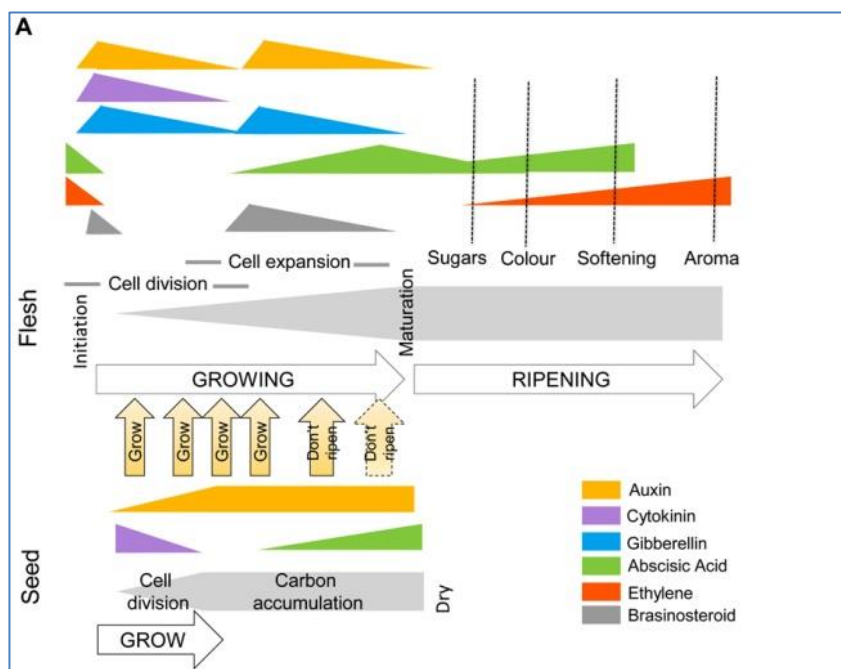 A
Sugars
Colour
Softening
Aroma
Cell expansion
Cell division
Flesh
Initiation
Maturation
GROWING
RIPENING
Grow
Grow
Grow
Grow
Don't
ripen
Don't
ripen
Auxin
Cytokinin
Gibberellin
Abscisic Acid
Ethylene
Brasinosteroid
Seed
Cell
division
Carbon
accumulation
Dry
GROW